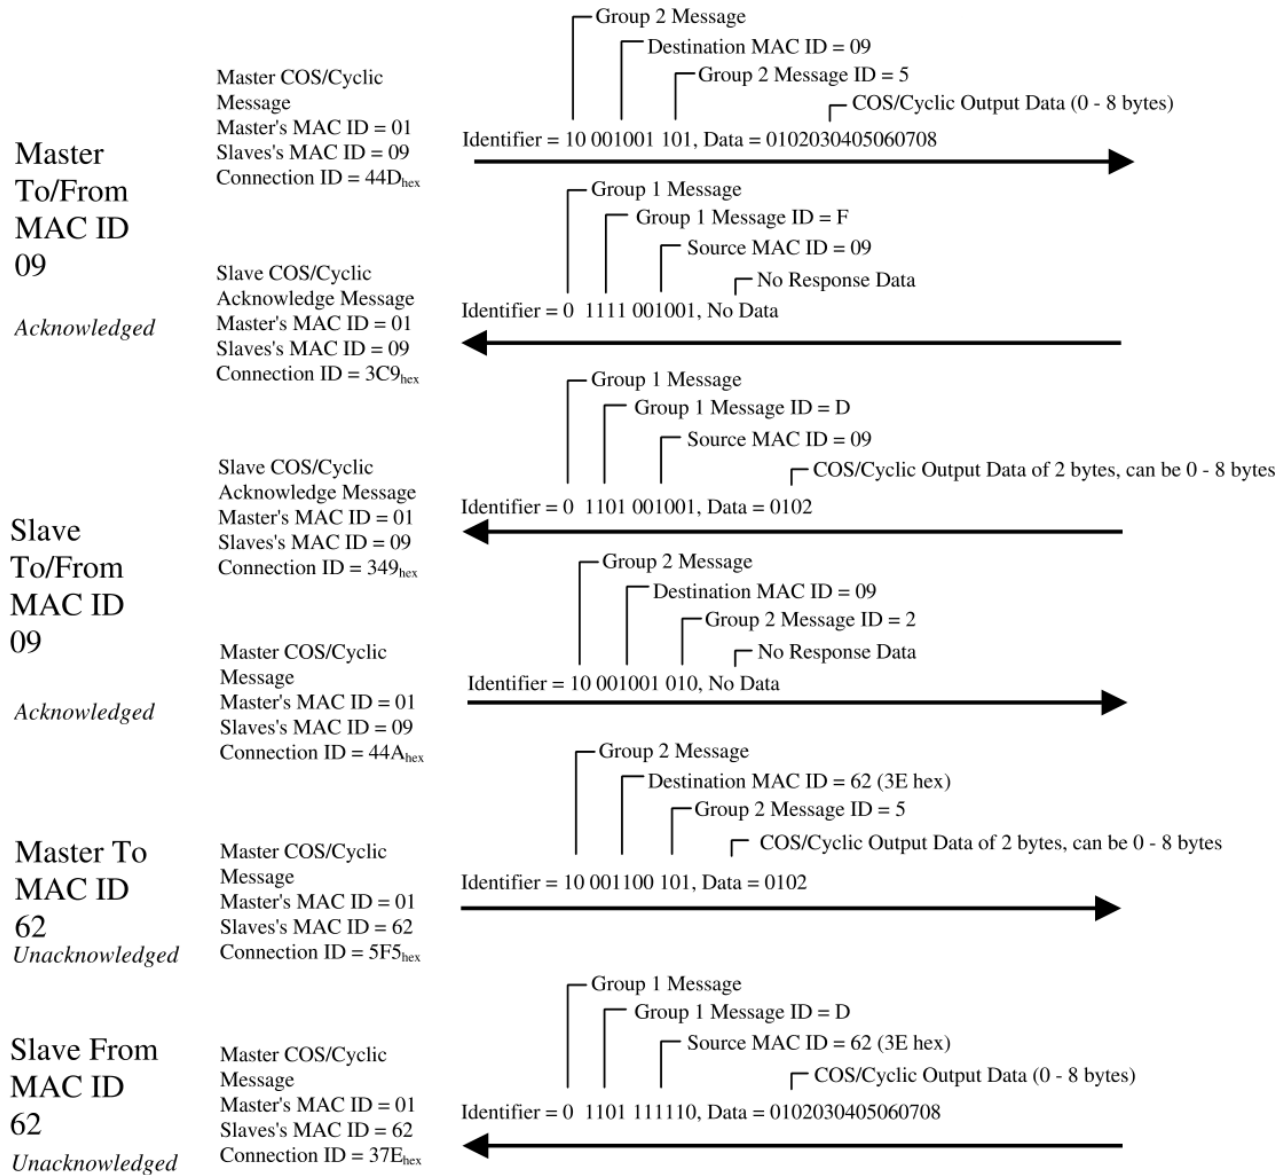 Group 2 Message
Destination MAC ID = 09
Group 2 Message ID = 5
COS/Cyclic Output Data (0 - 8 bytes)
Master COS/Cyclic
Message
Master's MAC ID = 01
Slaves's MAC ID = 09
Connection ID = 44Dhex
Identifier = 10 001001 101, Data = 0102030405060708
Master
To/From
MAC ID
09
Acknowledged
Group 1 Message
Group 1 Message ID = F
Source MAC ID = 09
No Response Data
Slave COS/Cyclic
Acknowledge Message
Master's MAC ID = 01
Slaves's MAC ID = 09
Connection ID = 3C9hex
Identifier = 0 1111 001001, No Data
Group 1 Message
Group 1 Message ID = D
Source MAC ID = 09
COS/Cyclic Output Data of 2 bytes, can be 0 - 8 bytes
Slave COS/Cyclic
Acknowledge Message
Master's MAC ID = 01
Slaves's MAC ID = 09
Connection ID = 349hex
Identifier = 0 1101 001001, Data = 0102
Slave
To/From
MAC ID
09
Acknowledged
Group 2 Message
Destination MAC ID = 09
Group 2 Message ID = 2
No Response Data
Master COS/Cyclic
Message
Master's MAC ID = 01
Slaves's MAC ID = 09
Connection ID = 44Ahex
Identifier = 10 001001 010, No Data
Group 2 Message
Destination MAC ID = 62 (3E hex)
Group 2 Message ID = 5
COS/Cyclic Output Data of 2 bytes, can be 0 - 8 bytes
Master To
MAC ID
62
Unacknowledged
Master COS/Cyclic
Message
Master's MAC ID = 01
Slaves's MAC ID = 62
Connection ID = 5F5hex
Identifier = 10 001100 101, Data = 0102
Group 1 Message
Group 1 Message ID = D
Source MAC ID = 62 (3E hex)
COS/Cyclic Output Data (0 - 8 bytes)
Slave From
MAC ID
62
Unacknowledged
Master COS/Cyclic
Message
Master's MAC ID = 01
Slaves's MAC ID = 62
Connection ID = 37Ehex
Identifier = 0 1101 111110, Data = 0102030405060708